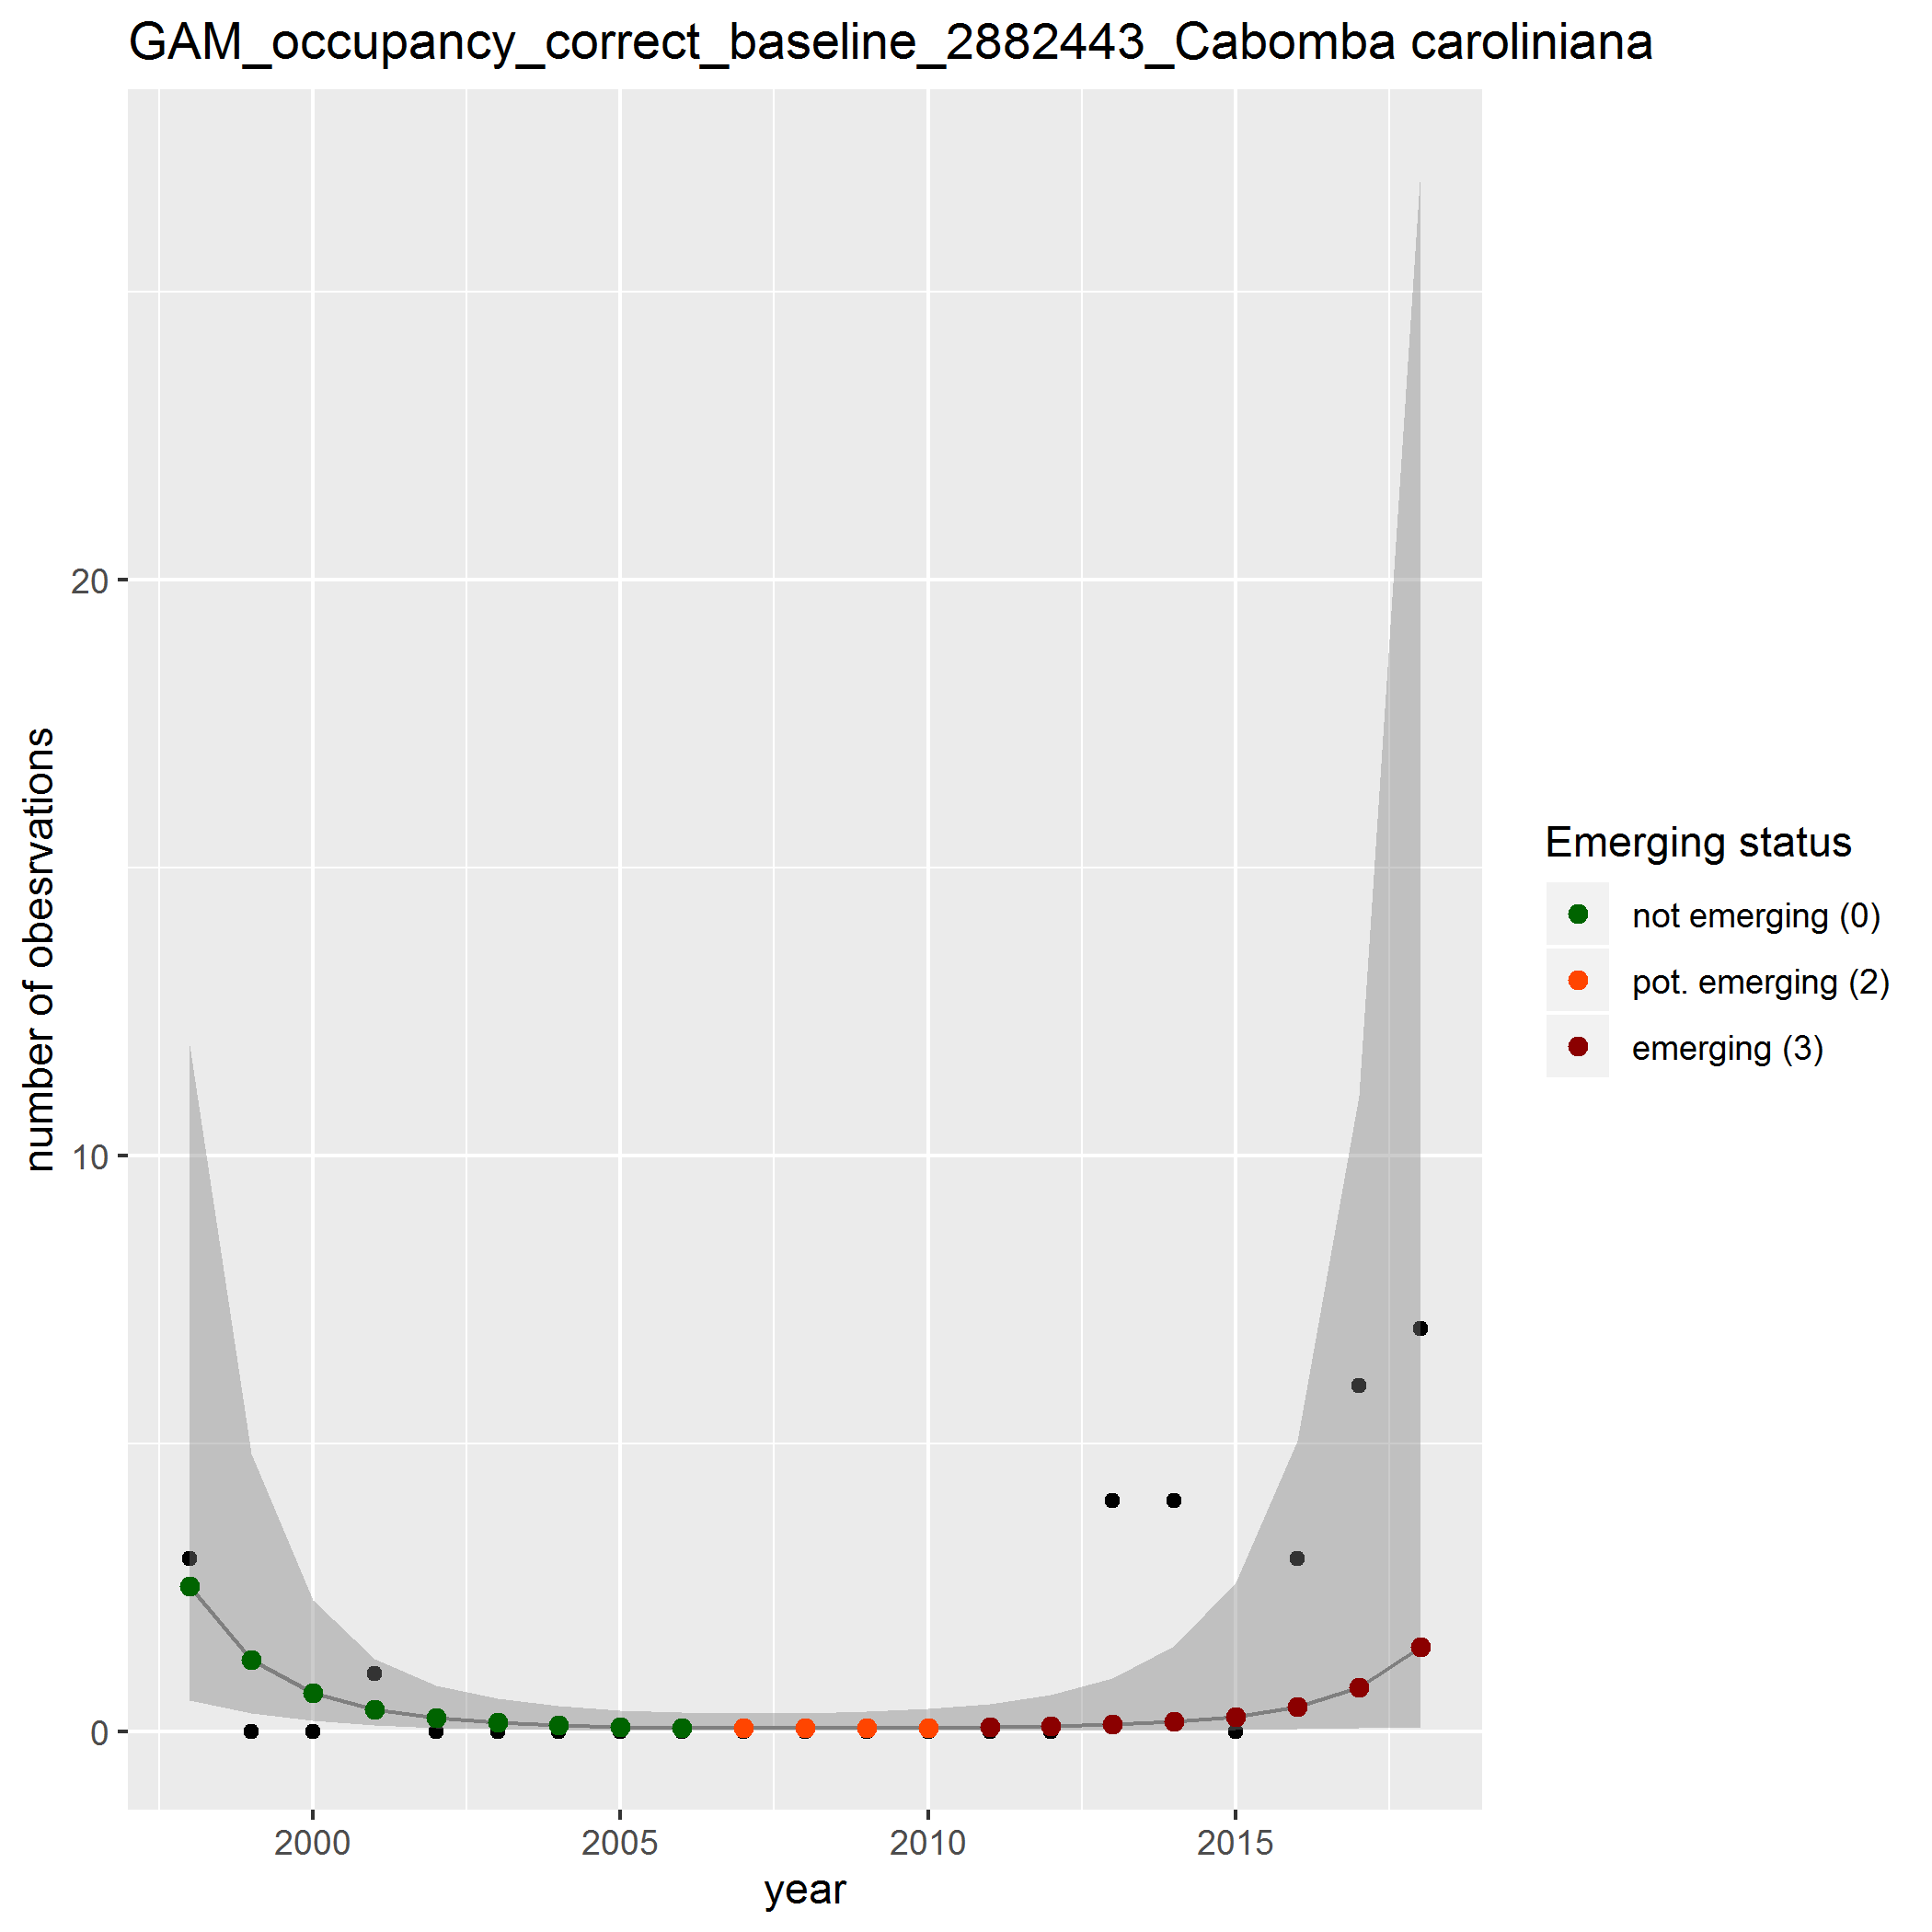 GAM_occupancy_correct_baseline_2882443_Cabomba caroliniana
number of obesrvations
20
10
0
2000
2005
2010
2015
year
Emerging status
not emerging (0)
pot. emerging (2)
emerging (3)